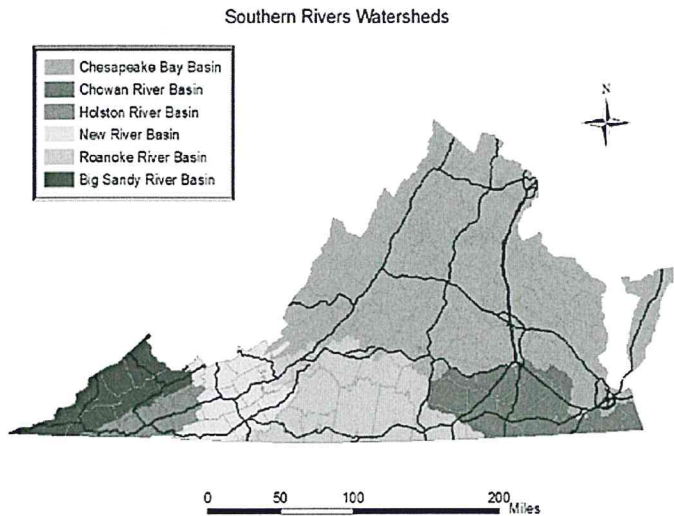 Southern Rivers Watersheds
Chesapeake Bay Basin
Chowan River Basin
Holston River Basin
New River Basin
Roanoke River Basin
Big Sandy River Basin
N
0 50 100 200 Miles